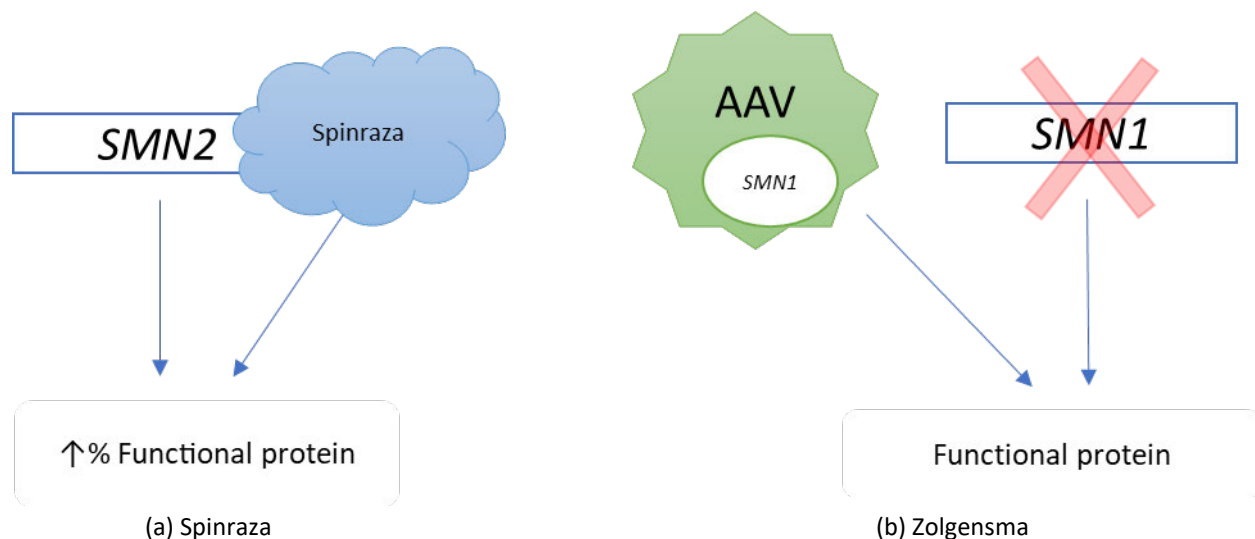 SMN2
Spinraza
↑% Functional protein
(a) Spinraza
AAV
SMN1
SMN1
Functional protein
(b) Zolgensma